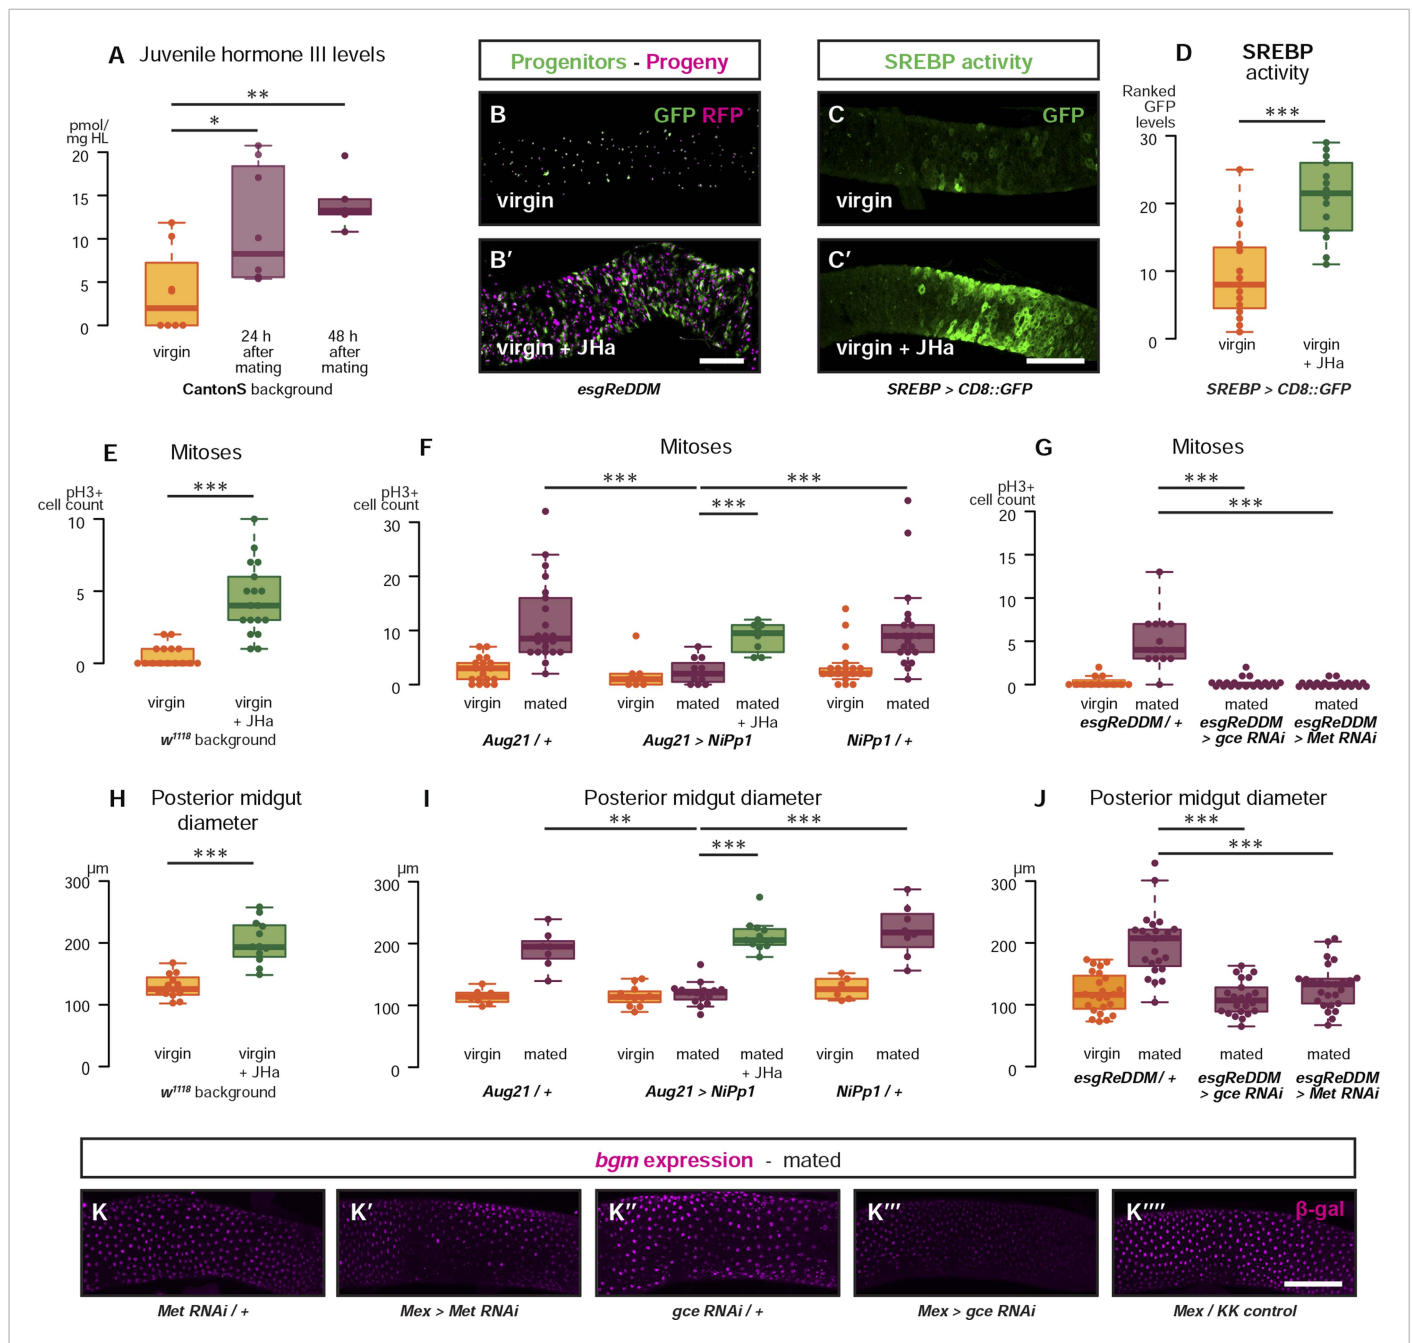 A Juvenile hormone III levels
**
*
pmol/
mg HL
20
15
10
5
0
virgin
24 h
after
mating
48 h
after
mating
CantonS background
Progenitors - Progeny
B GFP RFP
virgin
B′
virgin + JHa
esgReDDM
SREBP activity
C GFP
virgin
C′
virgin + JHa
SREBP > CD8::GFP
D SREBP
activity
Ranked
GFP
levels
***
30
20
10
0
virgin
virgin
+ JHa
SREBP > CD8::GFP
E Mitoses
***
pH3+
cell count
10
5
0
virgin
virgin
+ JHa
w1118 background
F Mitoses
*** ***
***
pH3+
cell count
30
20
10
0
virgin mated virgin mated mated
+ JHa
virgin mated
Aug21 / + Aug21 > NiPp1 NiPp1 / +
G Mitoses
***
***
pH3+
cell count
20
15
10
5
0
virgin mated mated mated
esgReDDM / + esgReDDM
> gce RNAi
esgReDDM
> Met RNAi
H Posterior midgut
diameter
***
µm
300
200
100
0
virgin
virgin
+ JHa
w1118 background
I Posterior midgut diameter
** ***
***
µm
300
200
100
0
virgin mated virgin mated mated
+ JHa
virgin mated
Aug21 / + Aug21 > NiPp1 NiPp1 / +
J Posterior midgut diameter
***
***
µm
300
200
100
0
virgin mated mated mated
esgReDDM / + esgReDDM
> gce RNAi
esgReDDM
> Met RNAi
bgm expression - mated
K K′ K″ K‴ K⁗ β-gal
Met RNAi / + Mex > Met RNAi gce RNAi / + Mex > gce RNAi Mex / KK control